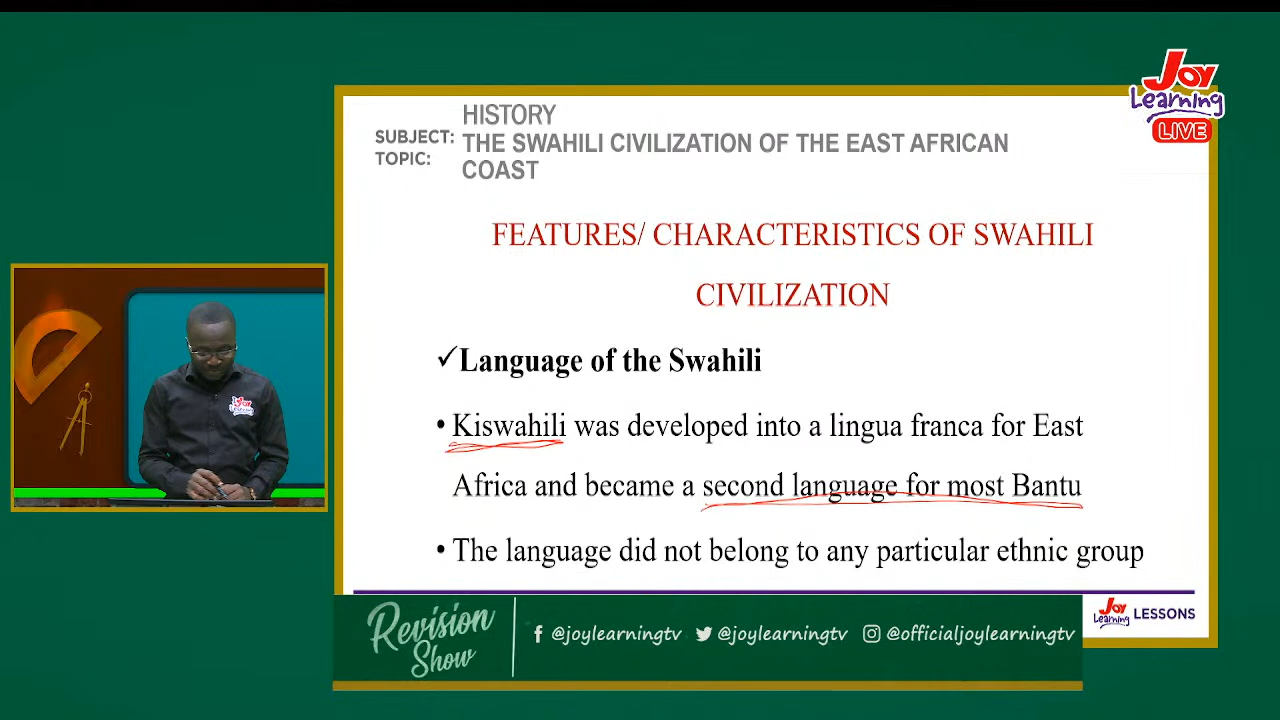 Joy
Learning
LIVE
HISTORY
SUBJECT: THE SWAHILI CIVILIZATION OF THE EAST AFRICAN
TOPIC: COAST
FEATURES/ CHARACTERISTICS OF SWAHILI
CIVILIZATION
✓Language of the Swahili
• Kiswahili was developed into a lingua franca for East
Africa and became a second language for most Bantu
• The language did not belong to any particular ethnic group
Joy
Learning
LESSONS
Revision
Show
@joylearningtv @joylearningtv @officialjoylearningtv